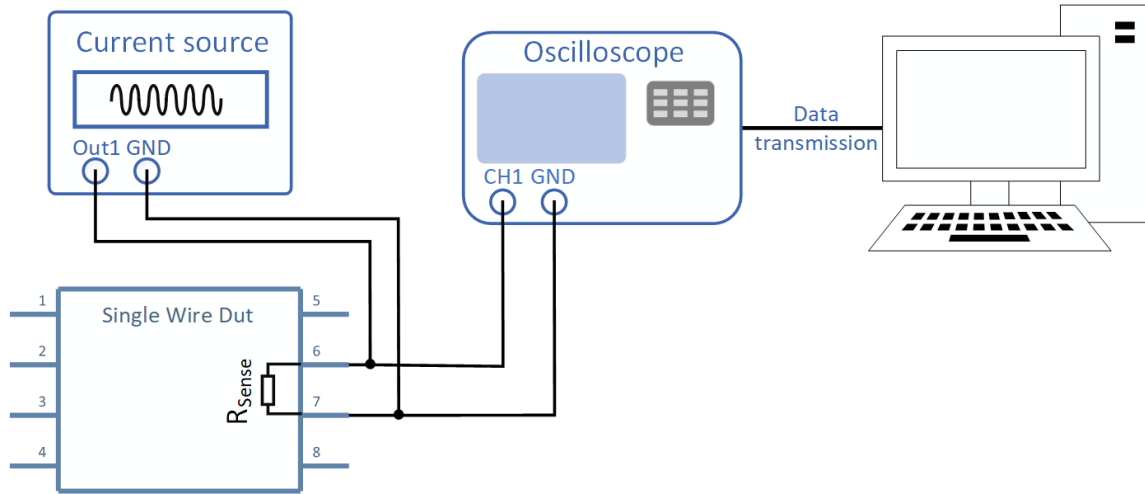 Current source
Out1 GND
Oscilloscope
CH1 GND
Data
transmission
Single Wire Dut
1
2
3
4
5
6
7
8
Rsense